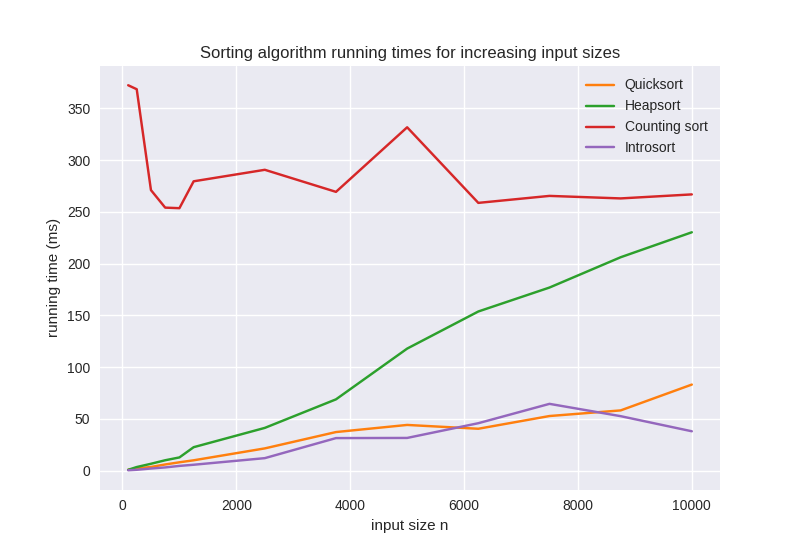 Sorting algorithm running times for increasing input sizes
Quicksort
Heapsort
Counting sort
Introsort
running time (ms)
350
300
250
200
150
100
50
0
0 2000 4000 6000 8000 10000
input size n